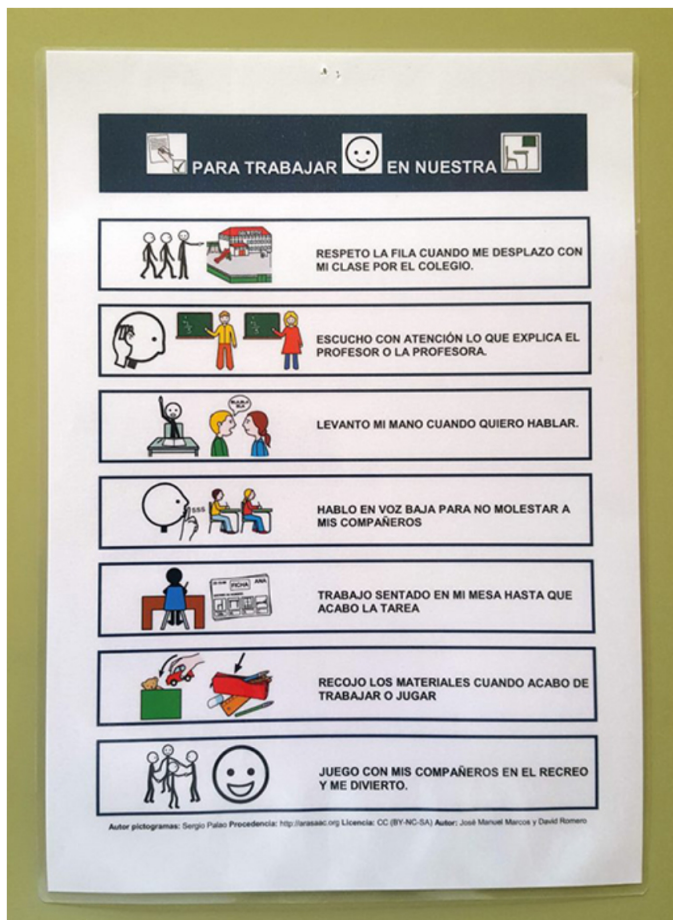 PARA TRABAJAR EN NUESTRA
RESPETO LA FILA CUANDO ME DESPLAZO CON
MI CLASE POR EL COLEGIO.
ESCUCHO CON ATENCIÓN LO QUE EXPLICA EL
PROFESOR O LA PROFESORA.
LEVANTO MI MANO CUANDO QUIERO HABLAR.
SSS
HABLO EN VOZ BAJA PARA NO MOLESTAR A
MIS COMPAÑEROS
FICHA ANA
TRABAJO SENTADO EN MI MESA HASTA QUE
ACABO LA TAREA
RECOJO LOS MATERIALES CUANDO ACABO DE
TRABAJAR O JUGAR
JUEGO CON MIS COMPAÑEROS EN EL RECREO
Y ME DIVIERTO.
Autor pictogramas: Sergio Palao Procedencia: http://arasaac.org Licencia: CC (BY-NC-SA) Autor: José Manuel Marcos y David Romero